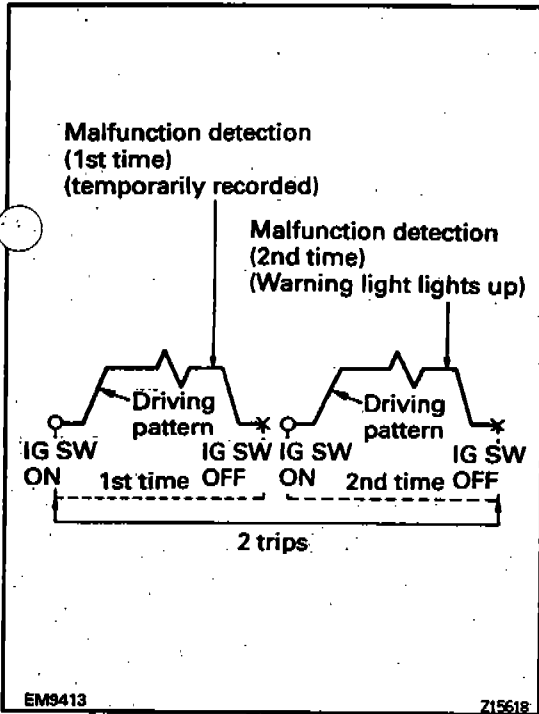 Malfunction detection
(1st time)
(temporarily recorded)
Malfunction detection
(2nd time)
(Warning light lights up)
Driving
pattern
Driving
pattern
IG SW
ON
1st time
IG SW
OFF
IG SW
ON
2nd time
IG SW
OFF
2 trips
EM9413
Z15618